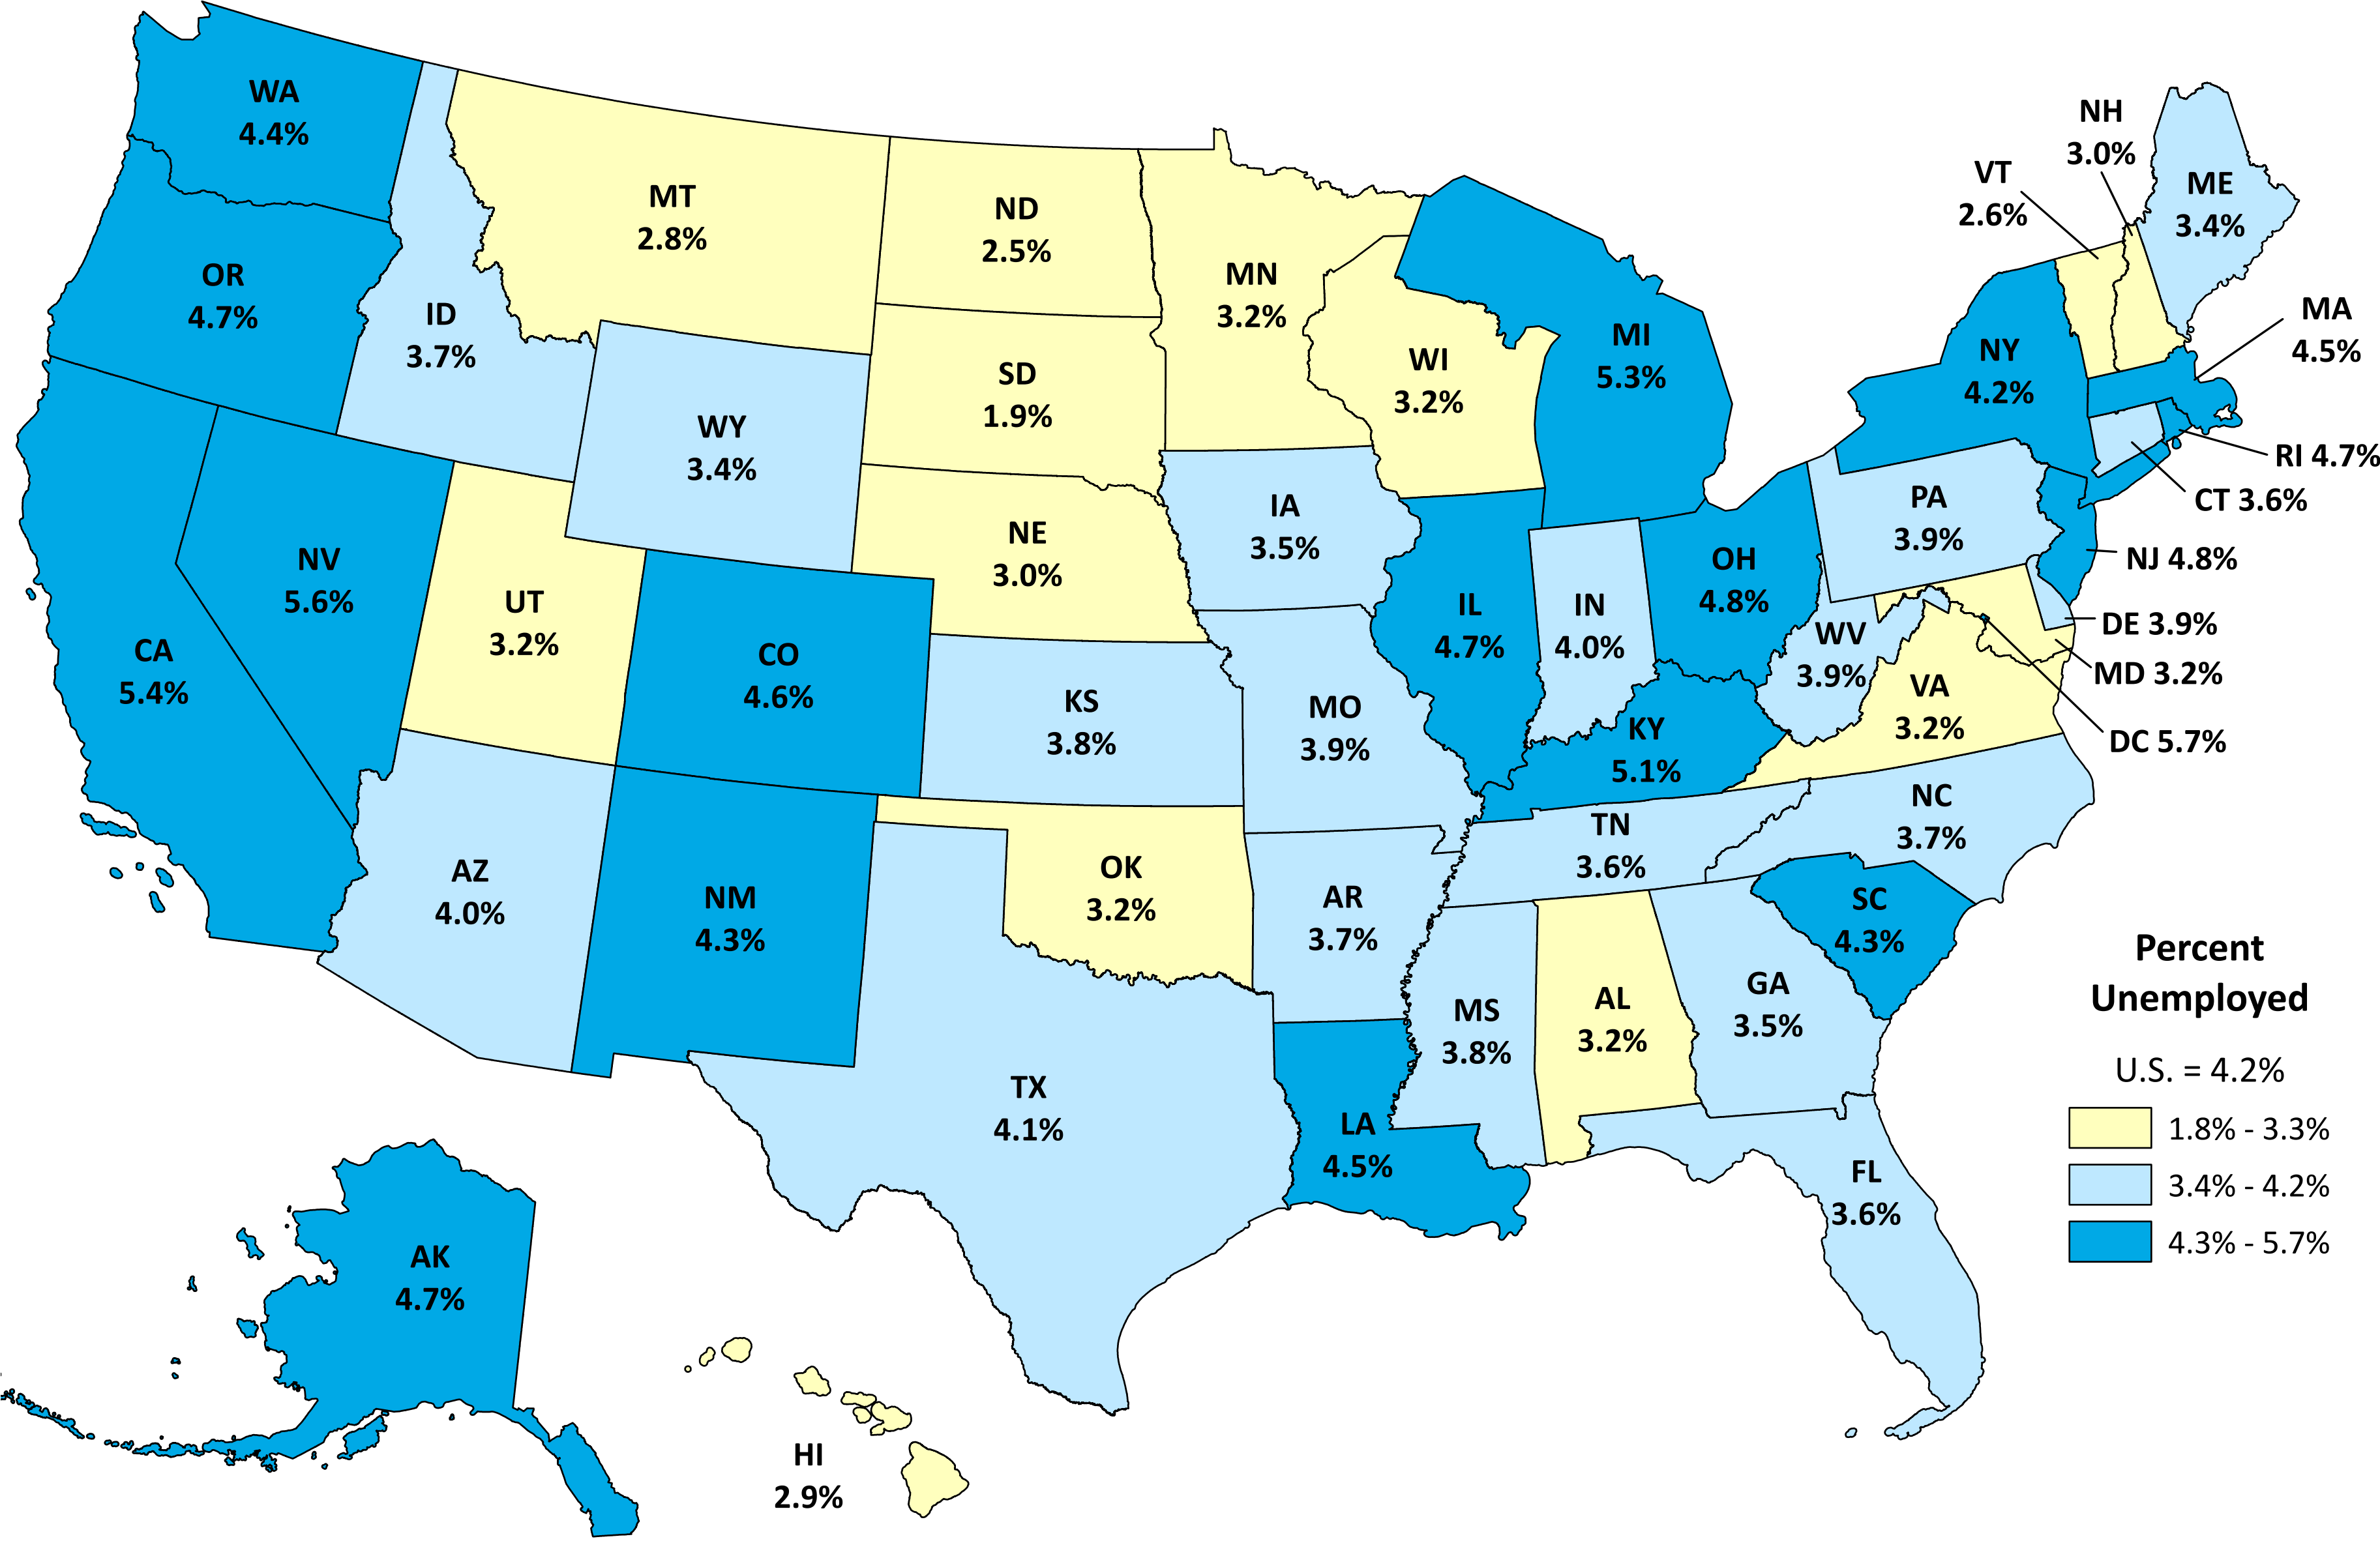 WA
4.4%
OR
4.7%
CA
5.4%
NV
5.6%
ID
3.7%
MT
2.8%
WY
3.4%
UT
3.2%
CO
4.6%
AZ
4.0%
NM
4.3%
ND
2.5%
SD
1.9%
NE
3.0%
KS
3.8%
OK
3.2%
TX
4.1%
MN
3.2%
IA
3.5%
MO
3.9%
AR
3.7%
LA
4.5%
WI
3.2%
IL
4.7%
MI
5.3%
IN
4.0%
OH
4.8%
KY
5.1%
TN
3.6%
MS
3.8%
AL
3.2%
GA
3.5%
FL
3.6%
SC
4.3%
NC
3.7%
VA
3.2%
WV
3.9%
PA
3.9%
NY
4.2%
VT
2.6%
NH
3.0%
ME
3.4%
MA
4.5%
RI 4.7%
CT 3.6%
NJ 4.8%
DE 3.9%
MD 3.2%
DC 5.7%
AK
4.7%
HI
2.9%
Percent
Unemployed
U.S. = 4.2%
1.8% - 3.3%
3.4% - 4.2%
4.3% - 5.7%